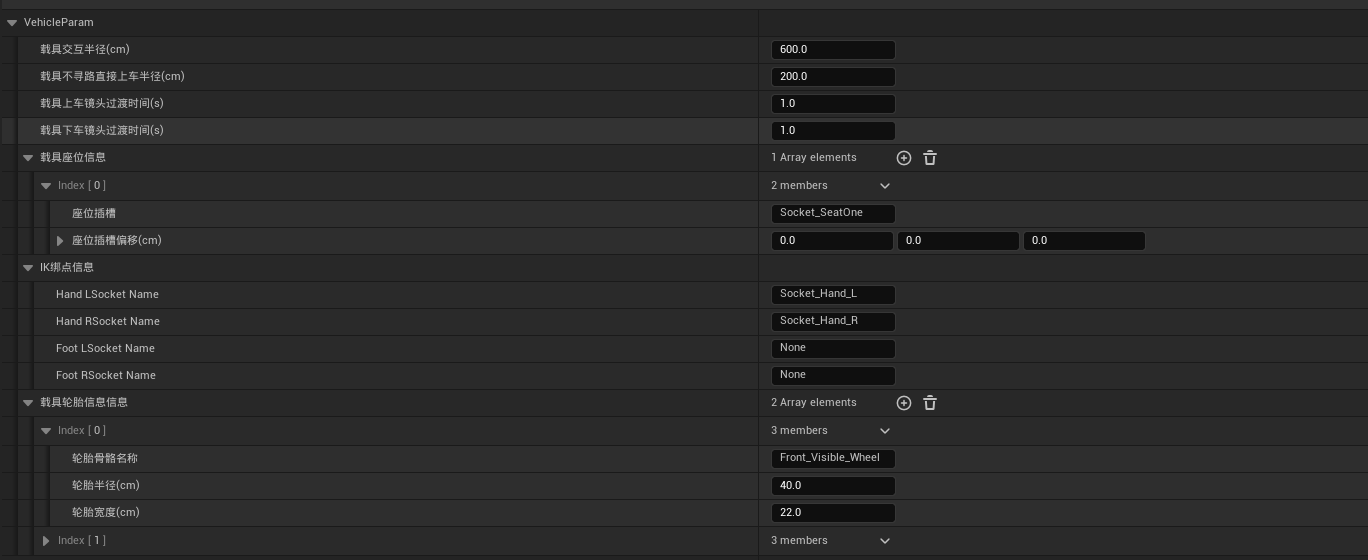 VehicleParam
载具交互半径(cm) 600.0
载具不寻路直接上车半径(cm) 200.0
载具上车镜头过渡时间(s) 1.0
载具下车镜头过渡时间(s) 1.0
载具座位信息 1 Array elements
Index [ 0 ] 2 members
座位插槽 Socket_SeatOne
座位插槽偏移(cm) 0.0 0.0 0.0
IK绑点信息
Hand LSocket Name Socket_Hand_L
Hand RSocket Name Socket_Hand_R
Foot LSocket Name None
Foot RSocket Name None
载具轮胎信息信息 2 Array elements
Index [ 0 ] 3 members
轮胎骨骼名称 Front_Visible_Wheel
轮胎半径(cm) 40.0
轮胎宽度(cm) 22.0
Index [ 1 ] 3 members